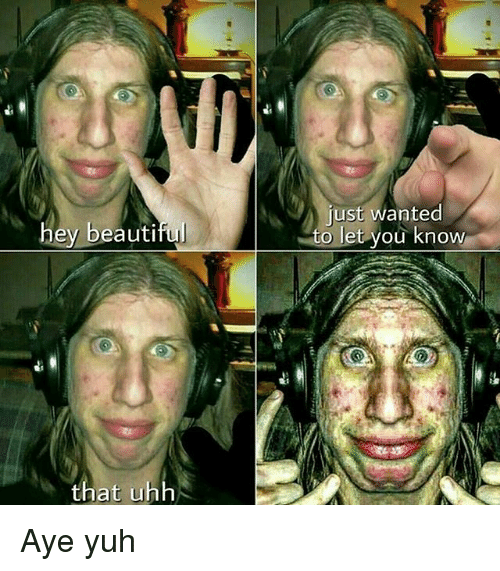 hey beautiful
just wanted
to let you know
that uhh
Aye yuh